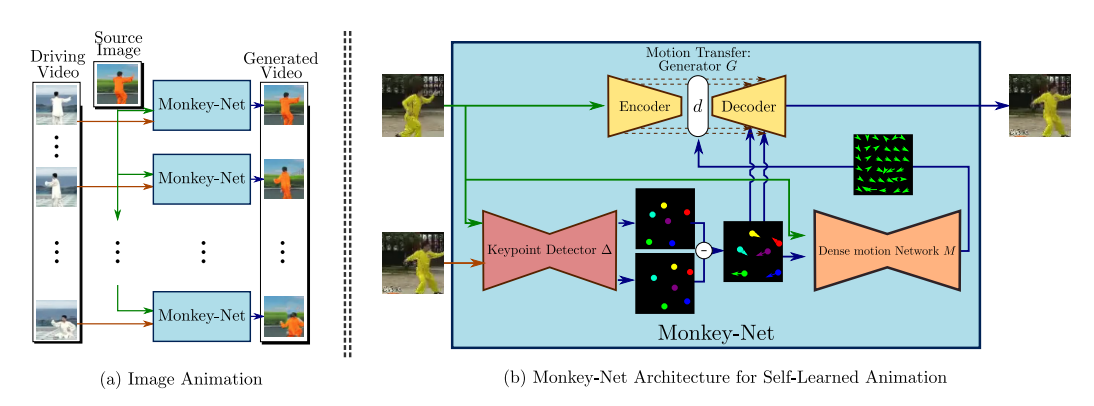 Driving
Video
Source
Image
Generated
Video
Monkey-Net
Monkey-Net
Monkey-Net
(a) Image Animation
Motion Transfer:
Generator G
Encoder
d
Decoder
Keypoint Detector Δ
-
Dense motion Network M
Monkey-Net
(b) Monkey-Net Architecture for Self-Learned Animation